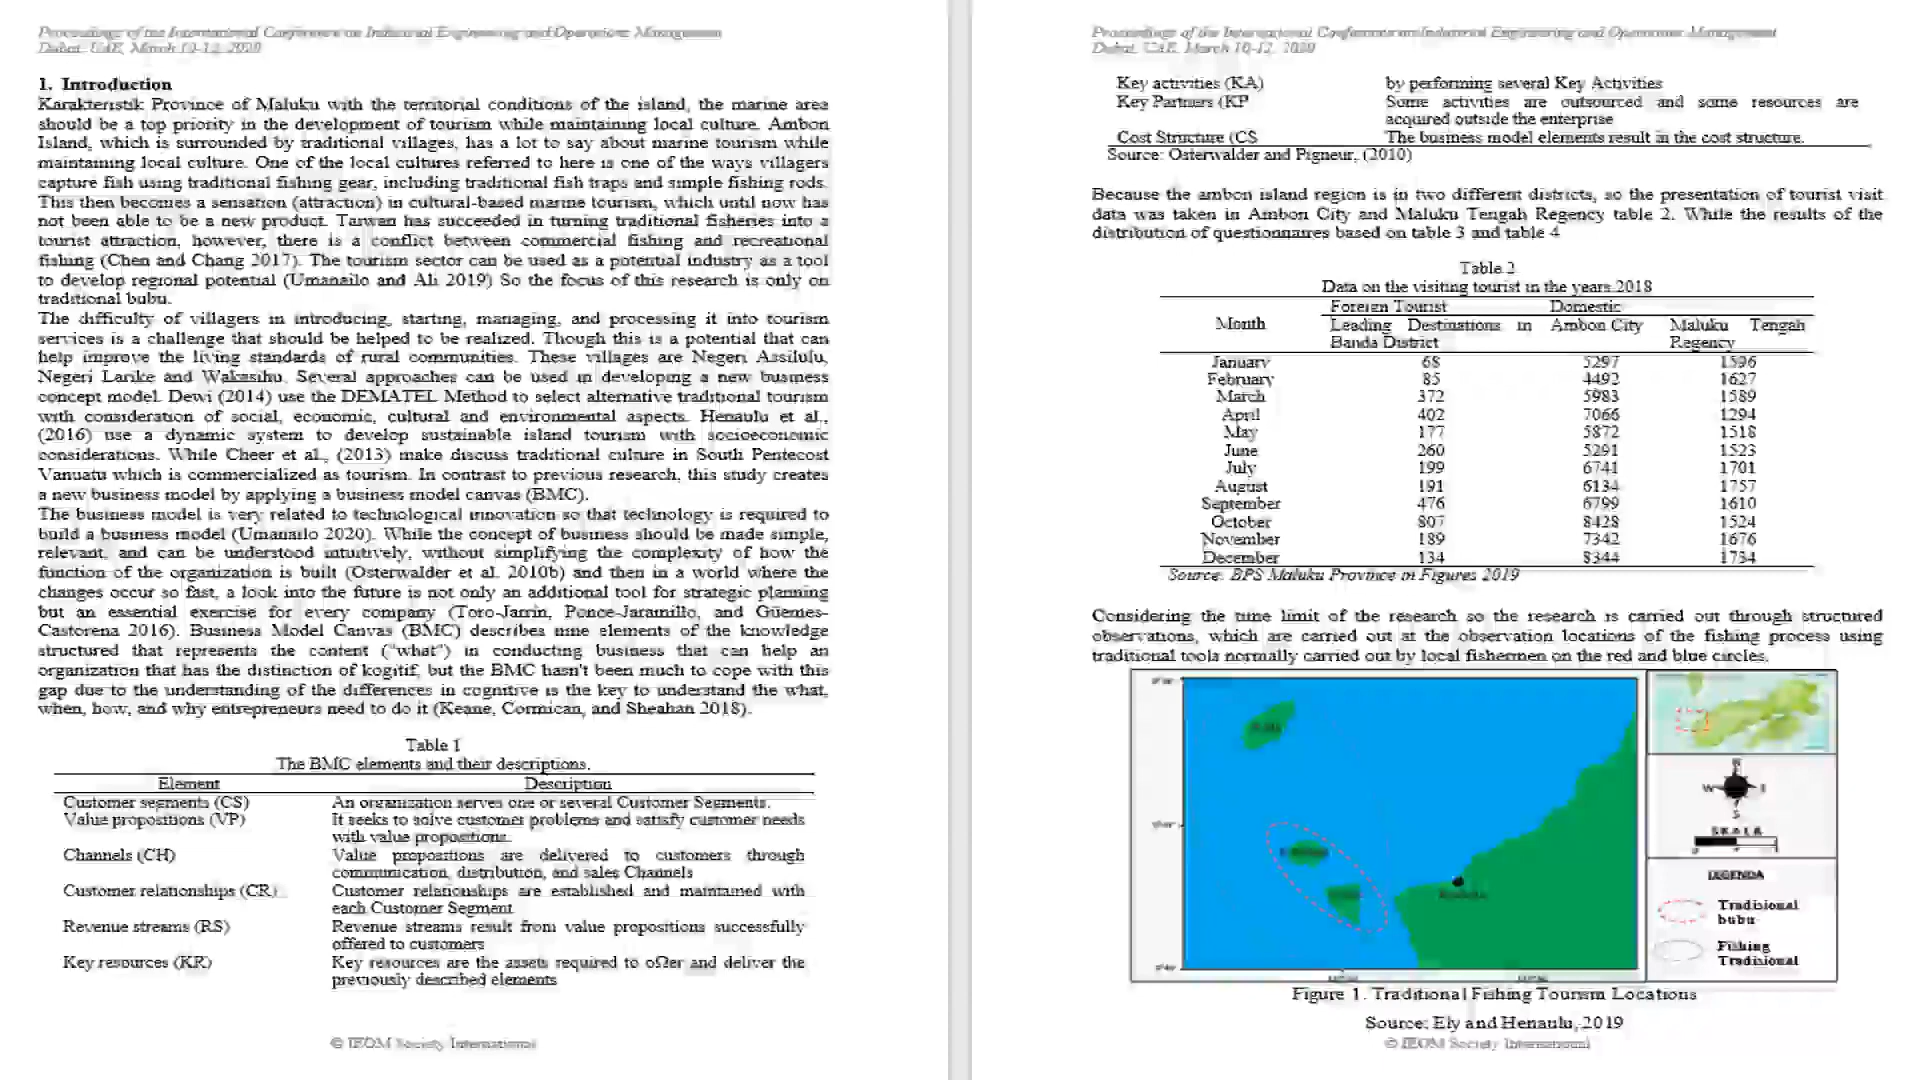 Proceedings of the International Conference on Industrial Engineering and Operations Management
Dubai, UAE, March 10-12, 2020
1. Introduction
Karakteristik Province of Maluku with the territorial conditions of the island, the marine area
should be a top priority in the development of tourism while maintaining local culture. Ambon
Island, which is surrounded by traditional villages, has a lot to say about marine tourism while
maintaining local culture. One of the local cultures referred to here is one of the ways villagers
capture fish using traditional fishing gear, including traditional fish traps and simple fishing rods.
This then becomes a sensation (attraction) in cultural-based marine tourism, which until now has
not been able to be a new product. Taiwan has succeeded in turning traditional fisheries into a
tourist attraction, however, there is a conflict between commercial fishing and recreational
fishing (Chen and Chang 2017). The tourism sector can be used as a potential industry as a tool
to develop regional potential (Umanailo and Ali 2019) So the focus of this research is only on
traditional bubu.
The difficulty of villagers in introducing, starting, managing, and processing it into tourism
services is a challenge that should be helped to be realized. Though this is a potential that can
help improve the living standards of rural communities. These villages are Negeri Assilulu,
Negeri Larike and Wakasihu. Several approaches can be used in developing a new business
concept model. Dewi (2014) use the DEMATEL Method to select alternative traditional tourism
with consideration of social, economic, cultural and environmental aspects. Henaulu et al.,
(2016) use a dynamic system to develop sustainable island tourism with socioeconomic
considerations. While Cheer et al., (2013) make discuss traditional culture in South Pentecost
Vanuatu which is commercialized as tourism. In contrast to previous research, this study creates
a new business model by applying a business model canvas (BMC).
The business model is very related to technological innovation so that technology is required to
build a business model (Umanailo 2020). While the concept of business should be made simple,
relevant, and can be understood intuitively, without simplifying the complexity of how the
function of the organization is built (Osterwalder et al. 2010b) and then in a world where the
changes occur so fast, a look into the future is not only an additional tool for strategic planning
but an essential exercise for every company (Toro-Jarrin, Ponce-Jaramillo, and Güemes-
Castorena 2016). Business Model Canvas (BMC) describes nine elements of the knowledge
structured that represents the content ("what") in conducting business that can help an
organization that has the distinction of kogitif, but the BMC hasn't been much to cope with this
gap due to the understanding of the differences in cognitive is the key to understand the what,
when, how, and why entrepreneurs need to do it (Keane, Cormican, and Sheahan 2018).
Table 1
The BMC elements and their descriptions.
Element Description
Customer segments (CS) An organization serves one or several Customer Segments.
Value propositions (VP) It seeks to solve customer problems and satisfy customer needs
with value propositions.
Channels (CH) Value propositions are delivered to customers through
communication, distribution, and sales Channels
Customer relationships (CR) Customer relationships are established and maintained with
each Customer Segment
Revenue streams (RS) Revenue streams result from value propositions successfully
offered to customers
Key resources (KR) Key resources are the assets required to offer and deliver the
previously described elements
© IEOM Society International
Proceedings of the International Conference on Industrial Engineering and Operations Management
Dubai, UAE, March 10-12, 2020
Key activities (KA) by performing several Key Activities
Key Partners (KP Some activities are outsourced and some resources are
acquired outside the enterprise
Cost Structure (CS The business model elements result in the cost structure.
Source: Osterwalder and Pigneur, (2010)
Because the ambon island region is in two different districts, so the presentation of tourist visit
data was taken in Ambon City and Maluku Tengah Regency table 2. While the results of the
distribution of questionnaires based on table 3 and table 4
Table 2
Data on the visiting tourist in the years 2018
Foreign Tourist Domestic
Month Leading Destinations in Ambon City Maluku Tengah
Banda District Regency
January 68 5297 1596
February 85 4492 1627
March 372 5983 1589
April 402 7066 1294
May 177 5872 1518
June 260 5291 1523
July 199 6741 1701
August 191 6134 1757
September 476 6799 1610
October 807 8428 1524
November 189 7342 1676
December 134 8344 1734
Source: BPS Maluku Province in Figures 2019
Considering the time limit of the research so the research is carried out through structured
observations, which are carried out at the observation locations of the fishing process using
traditional tools normally carried out by local fishermen on the red and blue circles.
N
W E
S
SKALA
LEGENDA
Tradisional
bubu
Fishing
Tradisional
Figure 1. Traditional Fishing Tourism Locations
Source: Ely and Henaulu, 2019
© IEOM Society International